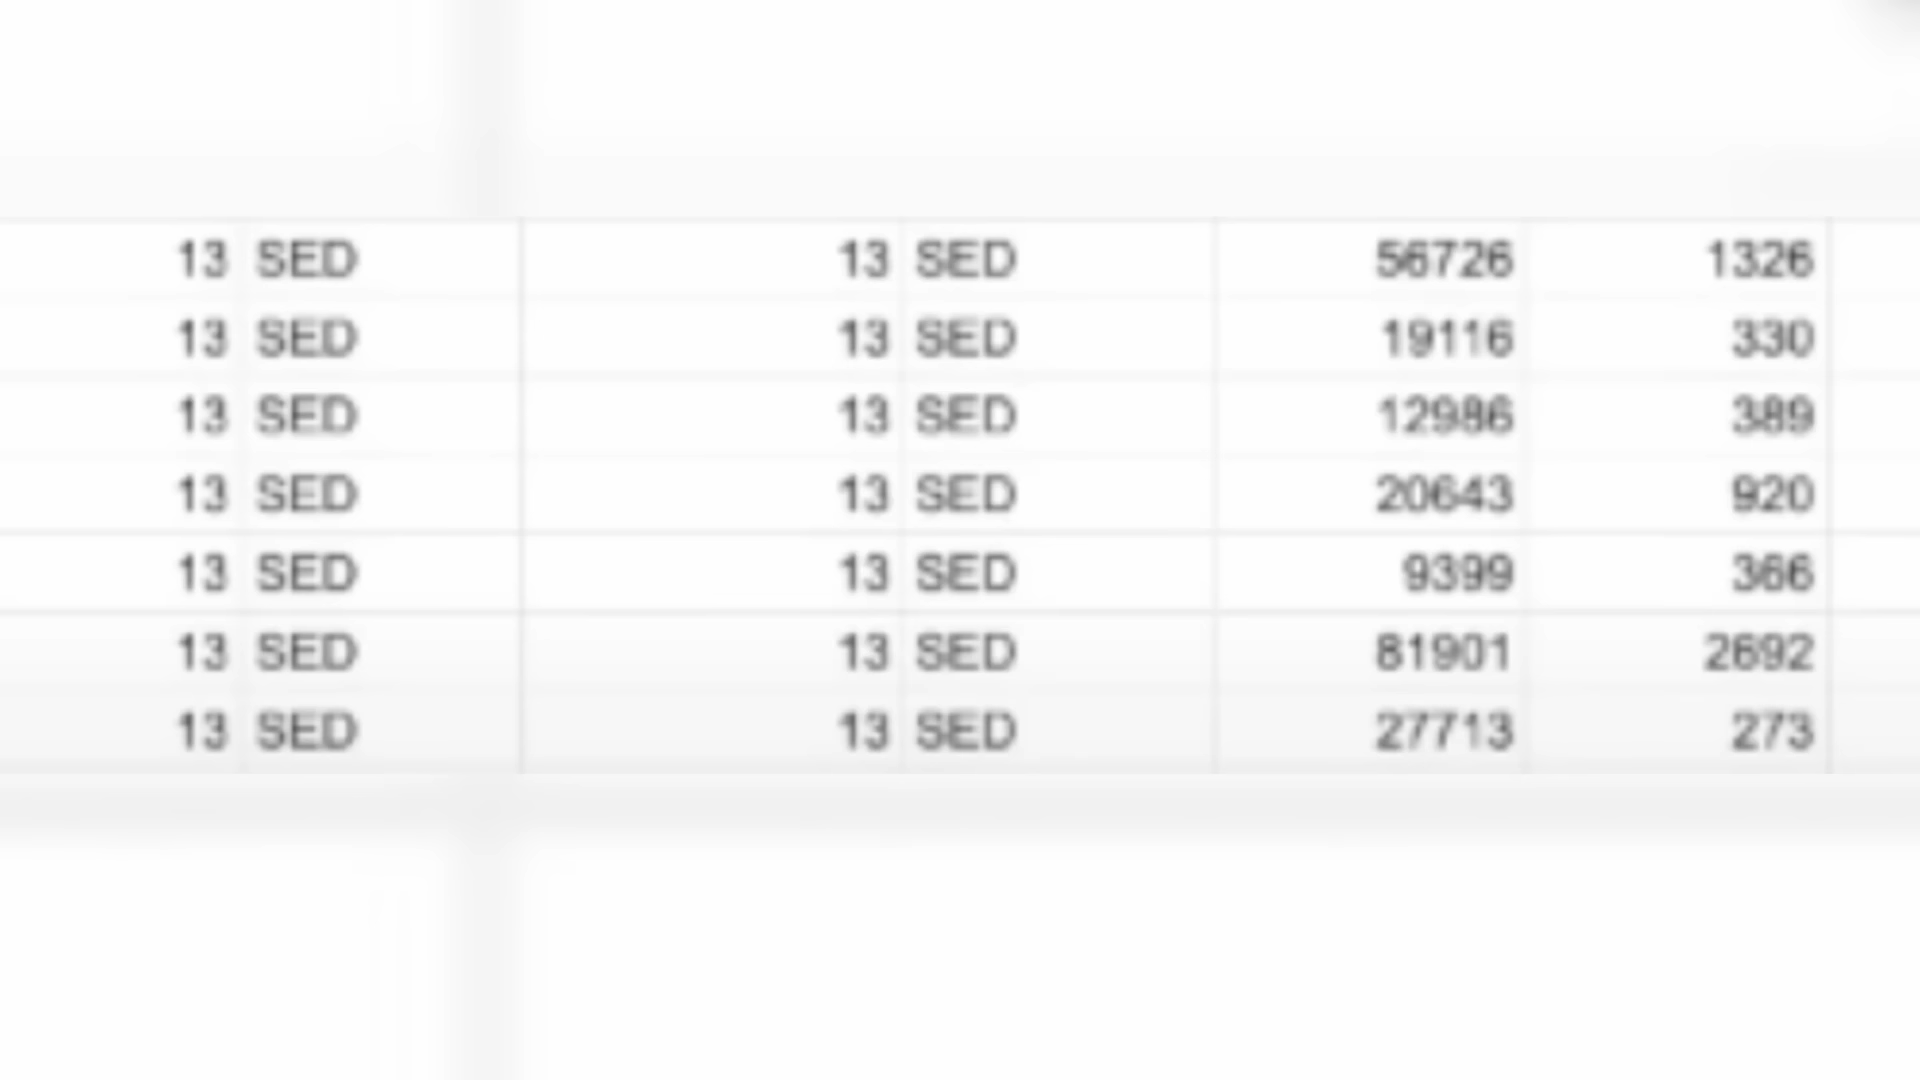 13 SED 13 SED 56726 1326
13 SED 13 SED 19116 330
13 SED 13 SED 12986 389
13 SED 13 SED 20643 920
13 SED 13 SED 9399 366
13 SED 13 SED 81901 2692
13 SED 13 SED 27713 273